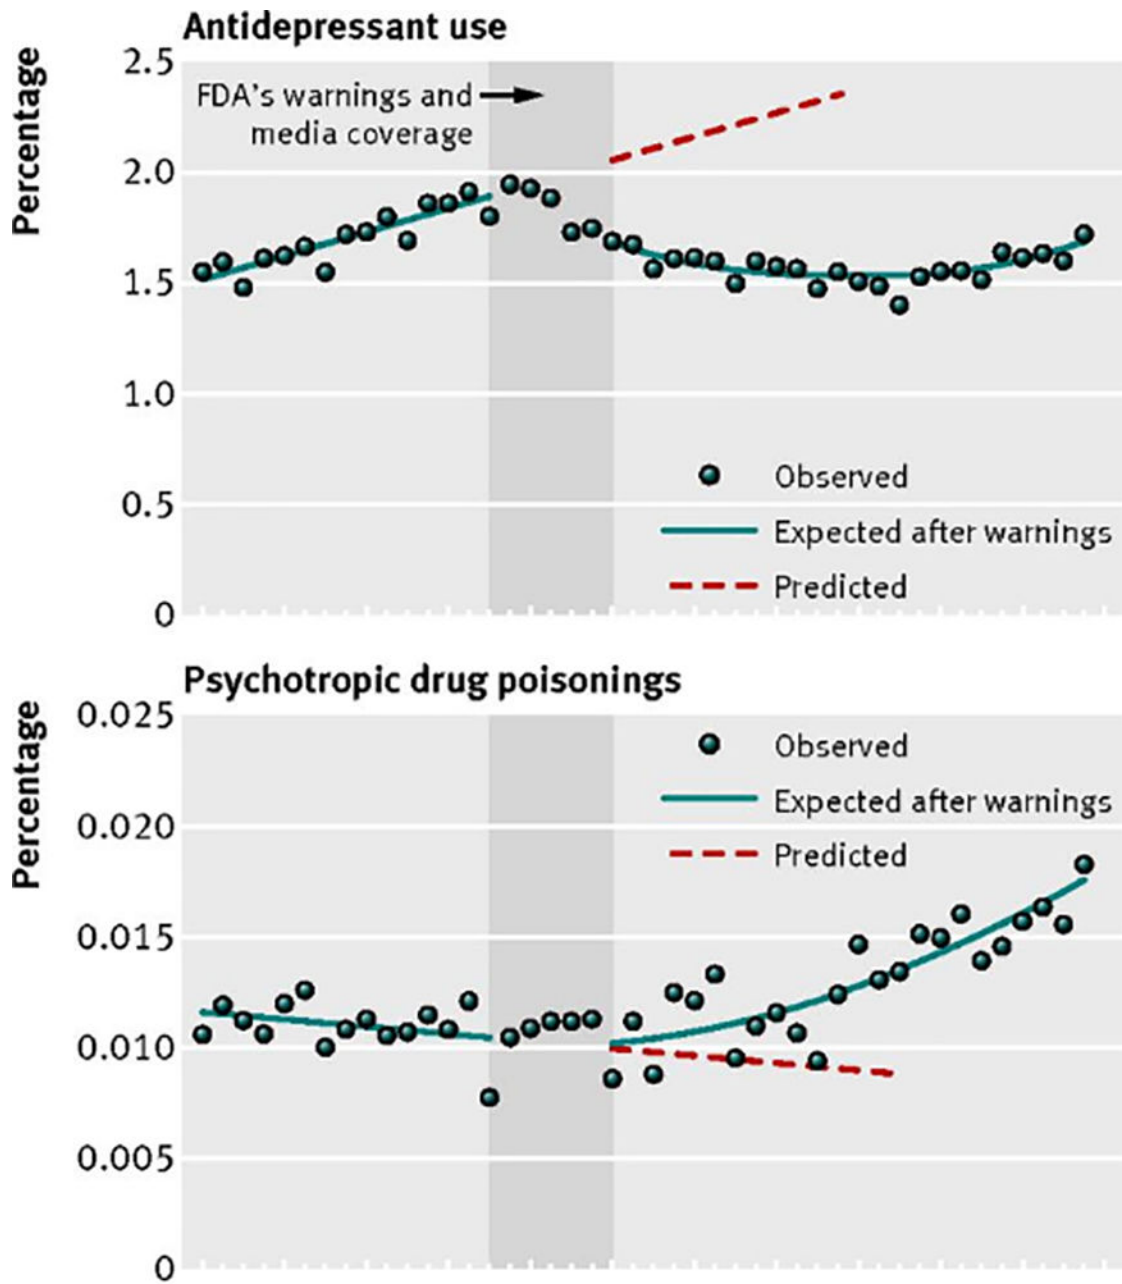 Antidepressant use
Percentage
2.5
FDA's warnings and
media coverage
2.0
1.5
1.0
Observed
0.5
Expected after warnings
Predicted
0
Psychotropic drug poisonings
Percentage
0.025
Observed
Expected after warnings
0.020
Predicted
0.015
0.010
0.005
0